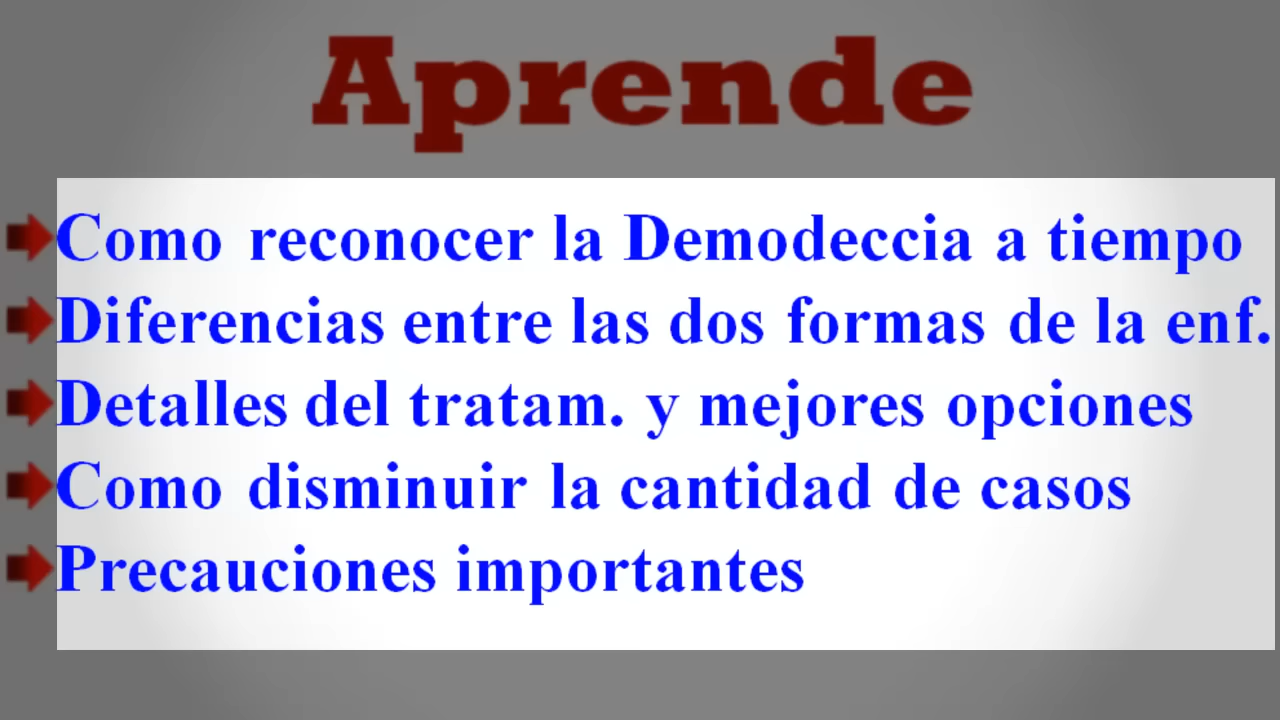 Aprende
Como reconocer la Demodeccia a tiempo
Diferencias entre las dos formas de la enf.
Detalles del tratam. y mejores opciones
Como disminuir la cantidad de casos
Precauciones importantes